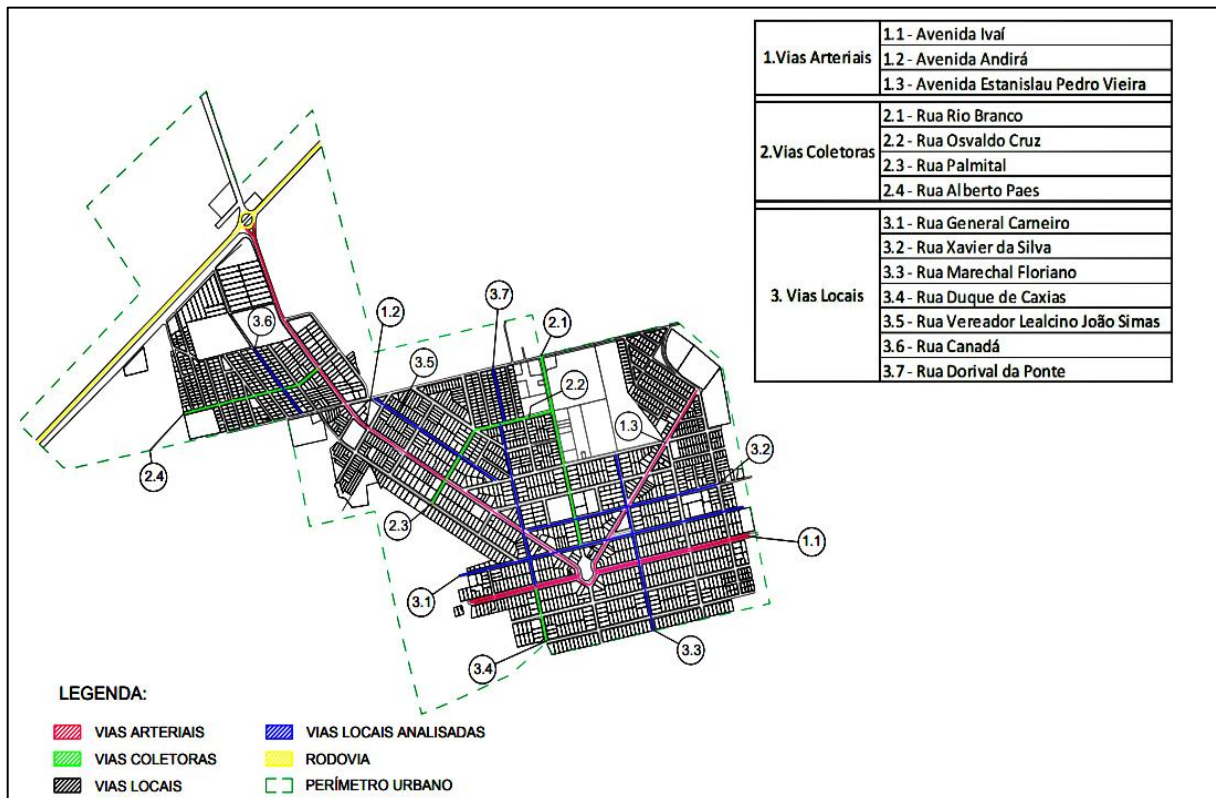 1.Vias Arteriais
1.1 - Avenida Ivaí
1.2 - Avenida Andirá
1.3 - Avenida Estanislau Pedro Vieira
2.Vias Coletoras
2.1 - Rua Rio Branco
2.2 - Rua Osvaldo Cruz
2.3 - Rua Palmital
2.4 - Rua Alberto Paes
3. Vias Locais
3.1 - Rua General Carneiro
3.2 - Rua Xavier da Silva
3.3 - Rua Marechal Floriano
3.4 - Rua Duque de Caxias
3.5 - Rua Vereador Lealcino João Simas
3.6 - Rua Canadá
3.7 - Rua Dorival da Ponte
3.7
1.2
2.1
3.6
3.5
2.2
1.3
3.2
2.4
2.3
1.1
3.1
3.4
3.3
LEGENDA:
VIAS ARTERIAIS
VIAS COLETORAS
VIAS LOCAIS
VIAS LOCAIS ANALISADAS
RODOVIA
PERÍMETRO URBANO